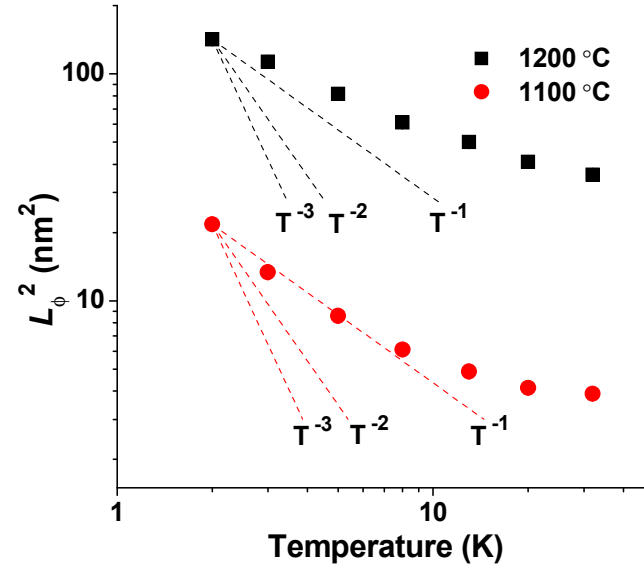 1200 °C
1100 °C
100
10
L_ϕ^2 (nm^2)
T^-3 T^-2 T^-1
T^-3 T^-2 T^-1
1 10
Temperature (K)